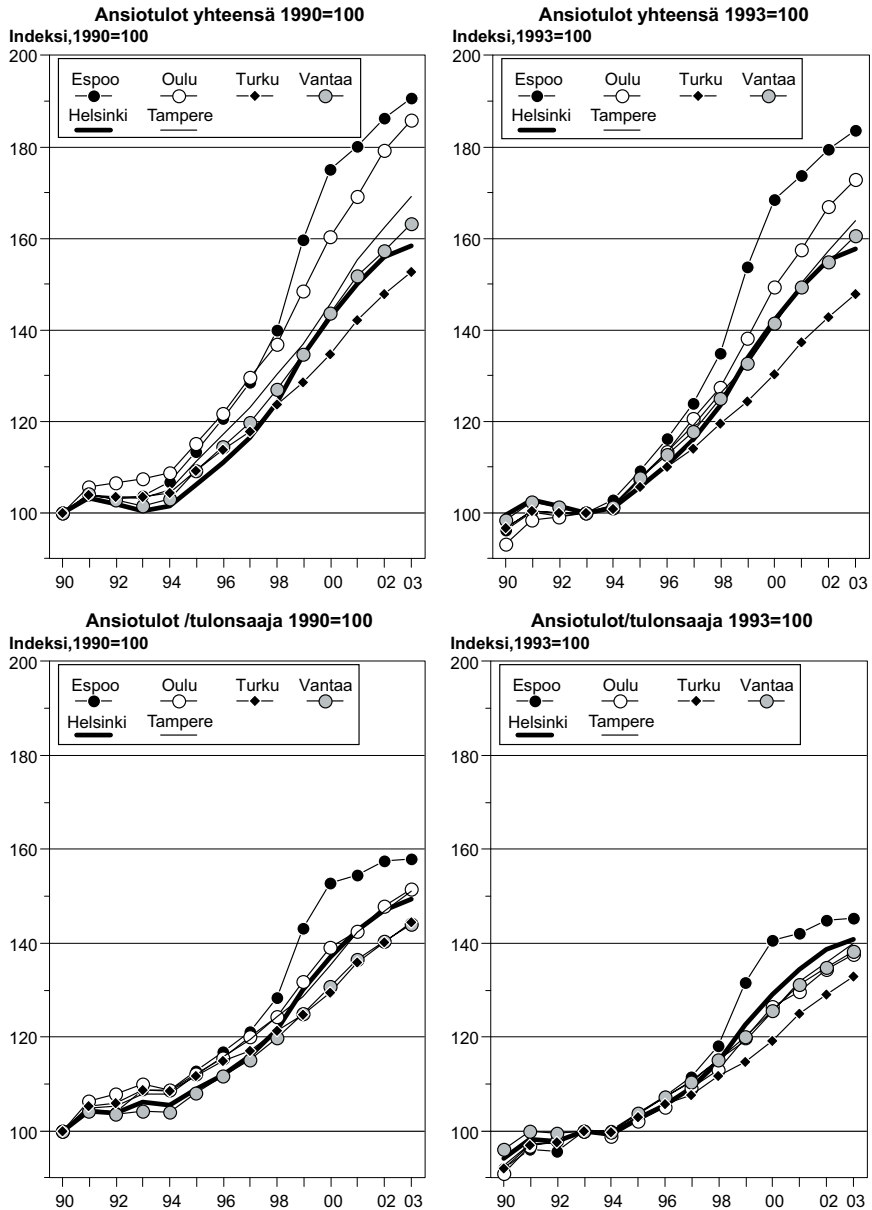 Ansiotulot yhteensä 1990=100
Indeksi,1990=100
200
180
160
140
120
100
Espoo Oulu Turku Vantaa
Helsinki Tampere
90 92 94 96 98 00 02 03
Ansiotulot yhteensä 1993=100
Indeksi,1993=100
200
180
160
140
120
100
Espoo Oulu Turku Vantaa
Helsinki Tampere
90 92 94 96 98 00 02 03
Ansiotulot /tulonsaaja 1990=100
Indeksi,1990=100
200
180
160
140
120
100
Espoo Oulu Turku Vantaa
Helsinki Tampere
90 92 94 96 98 00 02 03
Ansiotulot/tulonsaaja 1993=100
Indeksi,1993=100
200
180
160
140
120
100
Espoo Oulu Turku Vantaa
Helsinki Tampere
90 92 94 96 98 00 02 03